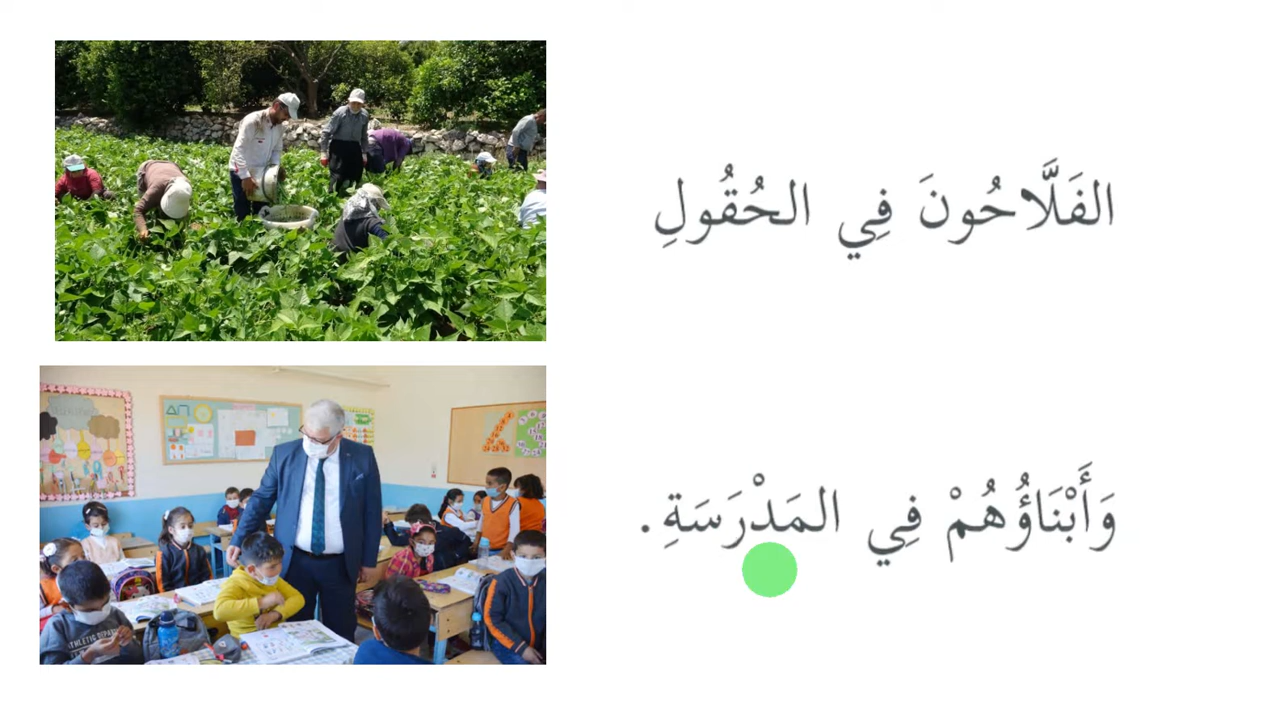 الفَلَّاحُونَ فِي الحُقُولِ
وَأَبْنَاؤُهُمْ فِي المَدْرَسَةِ.